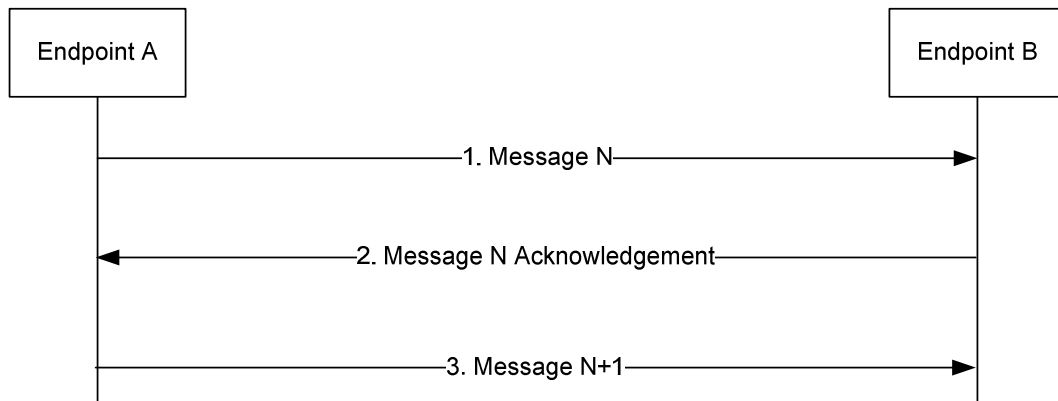 Endpoint A
Endpoint B
1. Message N
2. Message N Acknowledgement
3. Message N+1